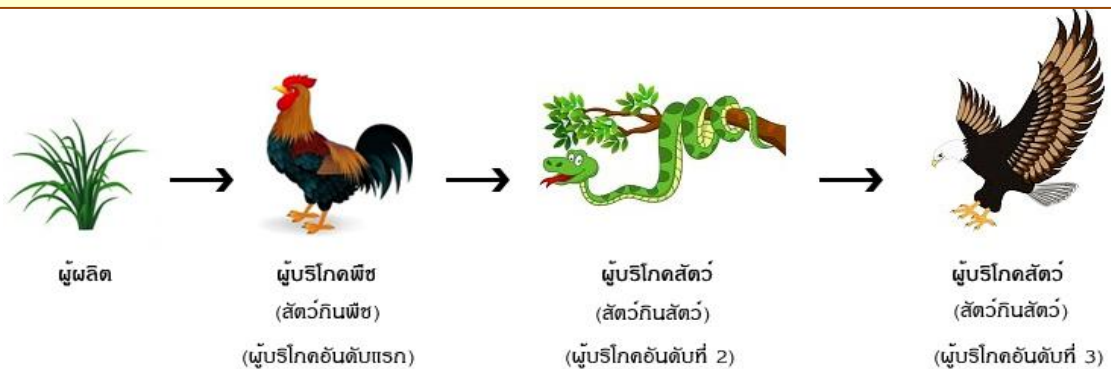 ผู้ผลิต
ผู้บริโภคพืช
(สัตว์กินพืช)
(ผู้บริโภคอันดับแรก)
ผู้บริโภคสัตว์
(สัตว์กินสัตว์)
(ผู้บริโภคอันดับที่ 2)
ผู้บริโภคสัตว์
(สัตว์กินสัตว์)
(ผู้บริโภคอันดับที่ 3)